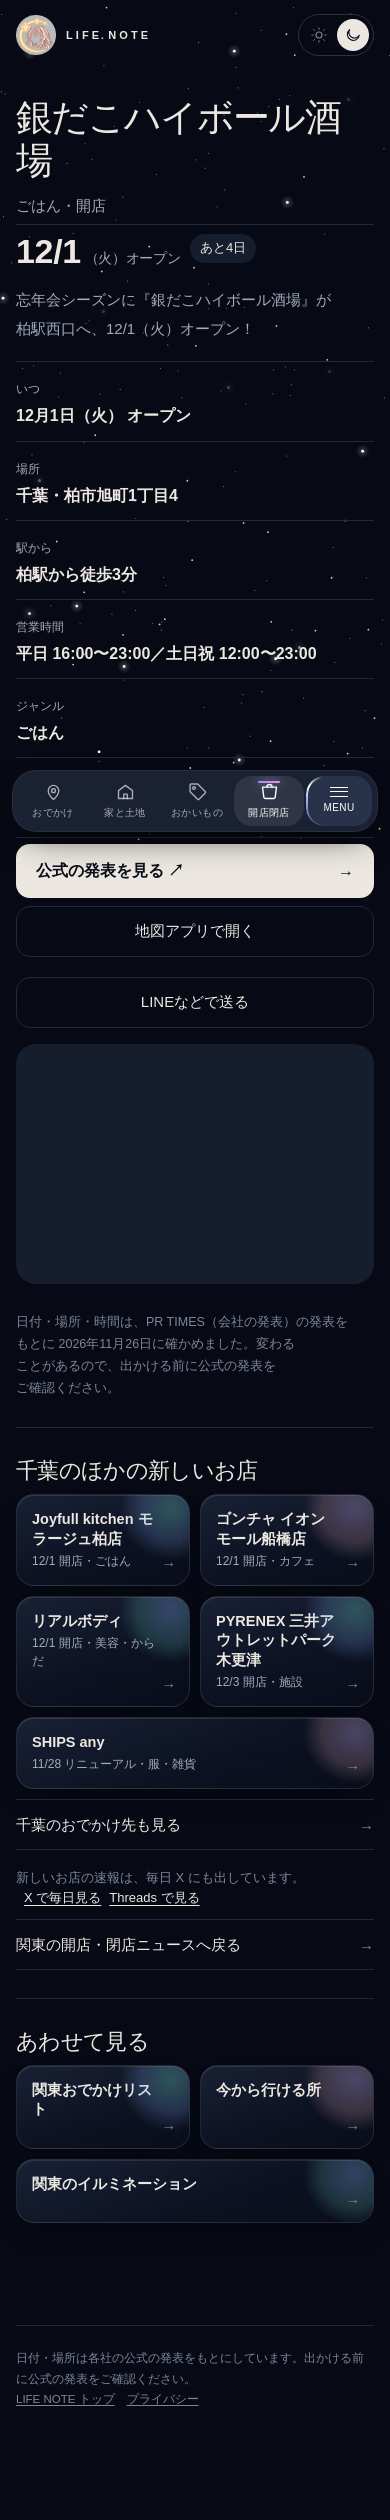 LIFE.NOTE
銀だこハイボール酒
場
ごはん・開店
12/1 （火）オープン あと4日
忘年会シーズンに『銀だこハイボール酒場』が
柏駅西口へ、12/1（火）オープン！
いつ
12月1日（火） オープン
場所
千葉・柏市旭町1丁目4
駅から
柏駅から徒歩3分
営業時間
平日 16:00〜23:00／土日祝 12:00〜23:00
ジャンル
ごはん
おでかけ 家と土地 おかいもの 開店閉店 MENU
公式の発表を見る ↗ →
地図アプリで開く
LINEなどで送る
日付・場所・時間は、PR TIMES（会社の発表）の発表を
もとに 2026年11月26日に確かめました。変わる
ことがあるので、出かける前に公式の発表を
ご確認ください。
千葉のほかの新しいお店
Joyfull kitchen モ
ラージュ柏店
12/1 開店・ごはん →
ゴンチャ イオン
モール船橋店
12/1 開店・カフェ →
リアルボディ
12/1 開店・美容・から
だ
→
PYRENEX 三井ア
ウトレットパーク
木更津
12/3 開店・施設 →
SHIPS any
11/28 リニューアル・服・雑貨 →
千葉のおでかけ先も見る →
新しいお店の速報は、毎日 X にも出しています。
X で毎日見る Threads で見る
関東の開店・閉店ニュースへ戻る →
あわせて見る
関東おでかけリス
ト
→
今から行ける所
→
関東のイルミネーション
→
日付・場所は各社の公式の発表をもとにしています。出かける前
に公式の発表をご確認ください。
LIFE NOTE トップ プライバシー